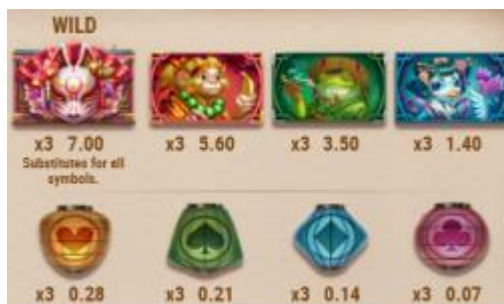 WILD
x3 7.00 x3 5.60 x3 3.50 x3 1.40
Substitutes for all
symbols.
x3 0.28 x3 0.21 x3 0.14 x3 0.07